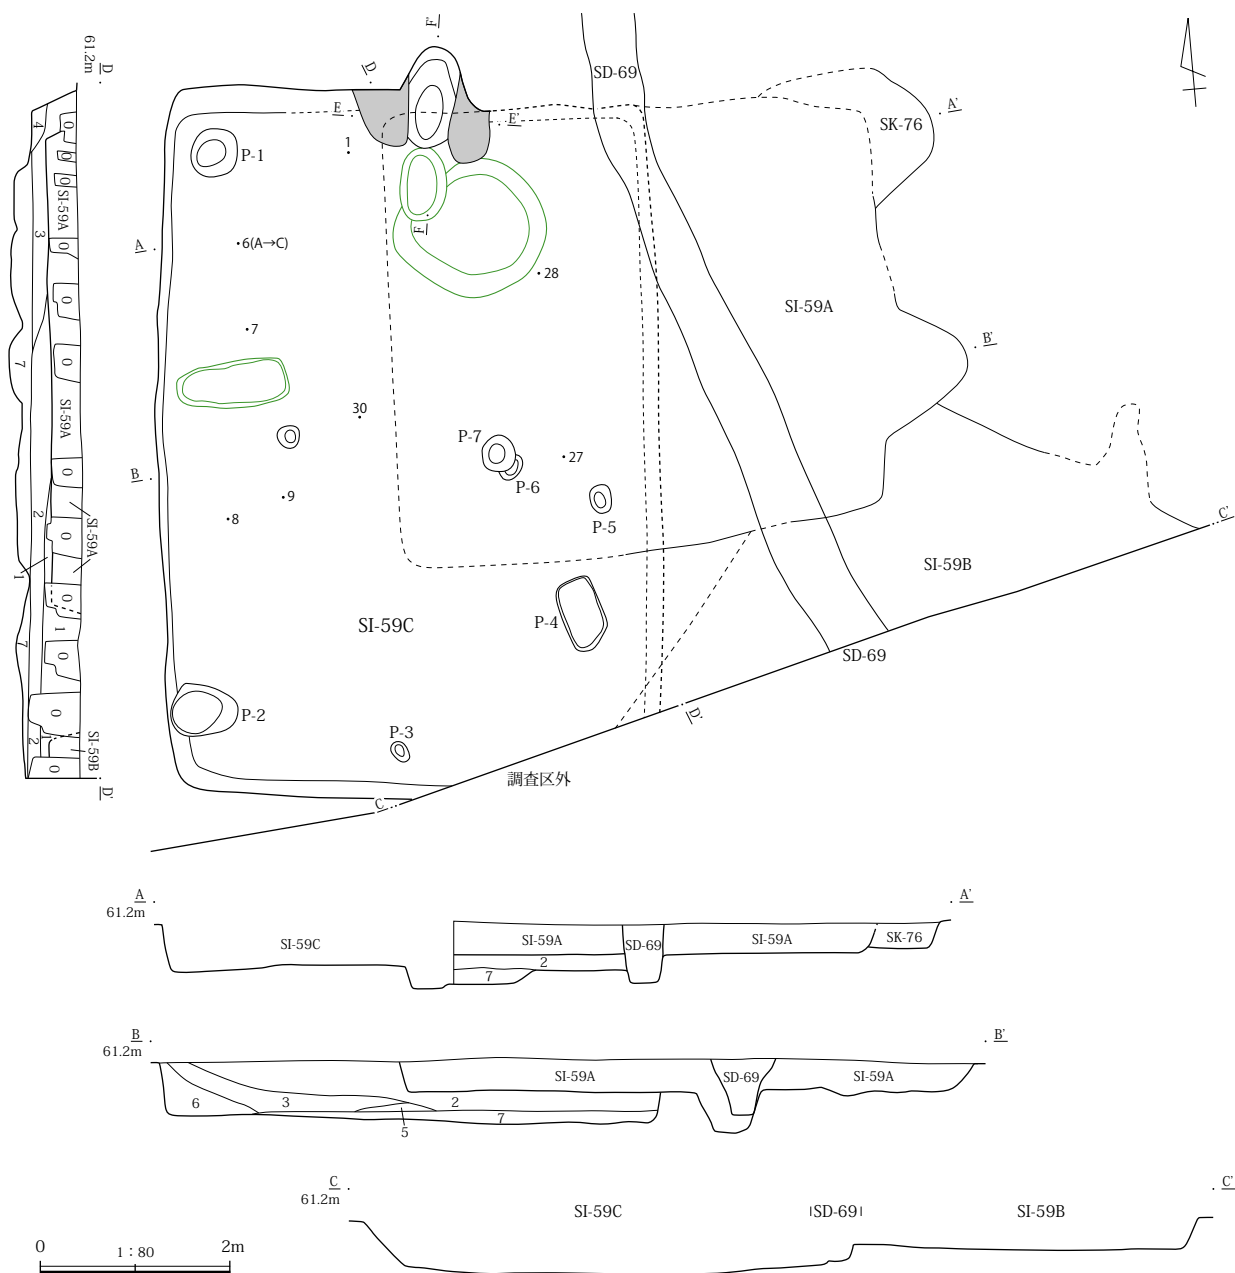 F'
D
61.2m
D
SD-69
A'
SK-76
E
E'
1
P-1
4
0
0
0
SI-59A
3
0
F
A
6(A→C)
28
0
SI-59A
7
B'
7
0
30
SI-59A
P-7
27
0
B
P-6
9
P-5
8
2
C'
0
SI-59A
SI-59B
1
0
P-4
SI-59C
1
7
0
SD-69
0
P-2
D'
P-3
2
1
SI-59B
0
調査区外
D'
C
A
A'
61.2m
SI-59C
SI-59A
SD-69
SI-59A
SK-76
2
7
B
B'
61.2m
SI-59A
SD-69
SI-59A
6
3
2
7
5
C
C'
61.2m
SI-59C
SD-69
SI-59B
0
1：80
2m